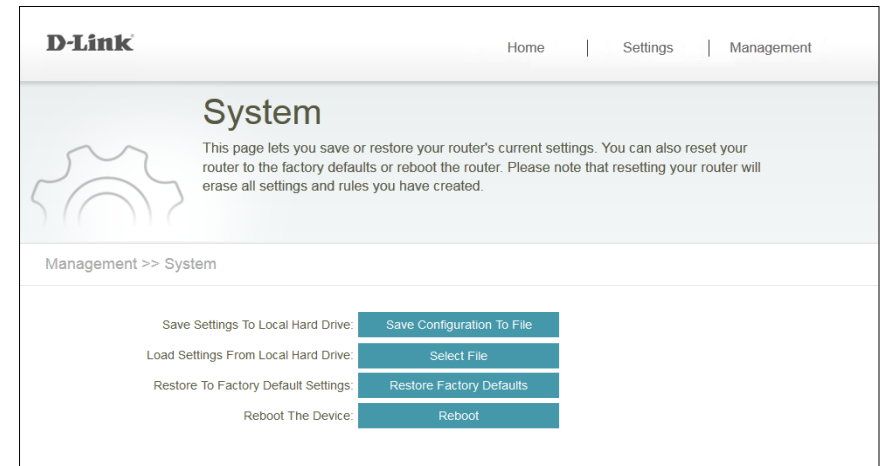 D-Link
Home | Settings | Management
System
This page lets you save or restore your router's current settings. You can also reset your
router to the factory defaults or reboot the router. Please note that resetting your router will
erase all settings and rules you have created.
Management >> System
Save Settings To Local Hard Drive: Save Configuration To File
Load Settings From Local Hard Drive: Select File
Restore To Factory Default Settings: Restore Factory Defaults
Reboot The Device: Reboot